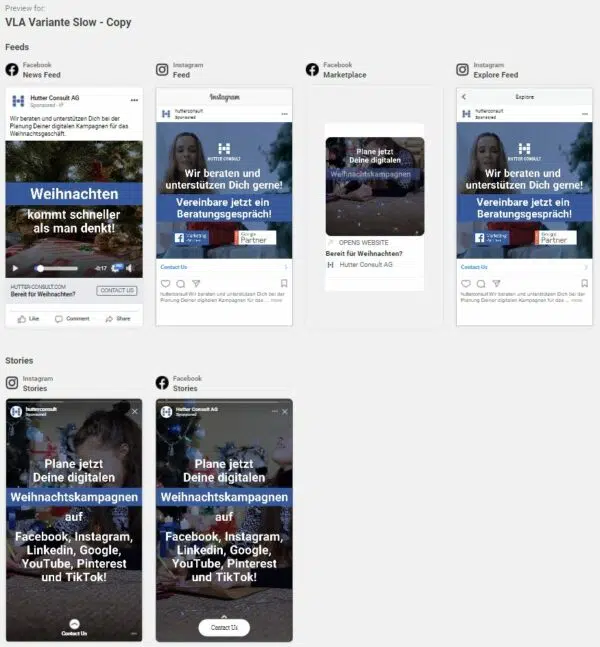 Preview for:
VLA Variante Slow - Copy
Feeds
Facebook
News Feed
Hutter Consult AG
Sponsored
Wir beraten und unterstützen Dich bei der
Planung Deiner digitalen Kampagnen für das
Weihnachtsgeschäft.
Weihnachten
kommt schneller
als man denkt!
-0:17
HUTTER-CONSULT.COM
Bereit für Weihnachten?
CONTACT US
Like
Comment
Share
Instagram
Feed
Instagram
hutterconsult
Sponsored
HUTTER CONSULT
Wir beraten und
unterstützen Dich gerne!
Vereinbare jetzt ein
Beratungsgespräch!
Marketing
Google
Partner
Contact Us
hutterconsult Wir beraten und unterstützen Dich bei der
Planung Deiner digitalen Kampagnen für das ... more
Facebook
Marketplace
Plane jetzt
Deine digitalen
Weihnachtskampagnen
OPENS WEBSITE
Bereit für Weihnachten?
Hutter Consult AG
Instagram
Explore Feed
Explore
hutterconsult
Sponsored
HUTTER CONSULT
Wir beraten und
unterstützen Dich gerne!
Vereinbare jetzt ein
Beratungsgespräch!
Marketing
Google
Partner
Contact Us
hutterconsult Wir beraten und unterstützen Dich bei der
Planung Deiner digitalen Kampagnen für das ... more
Stories
Instagram
Stories
hutterconsult
Sponsored
Plane jetzt
Deine digitalen
Weihnachtskampagnen
auf
Facebook, Instagram,
Linkedin, Google,
YouTube, Pinterest
und TikTok!
Contact Us
Facebook
Stories
Hutter Consult AG
Sponsored
Plane jetzt
Deine digitalen
Weihnachtskampagnen
auf
Facebook, Instagram,
Linkedin, Google,
YouTube, Pinterest
und TikTok!
Contact Us